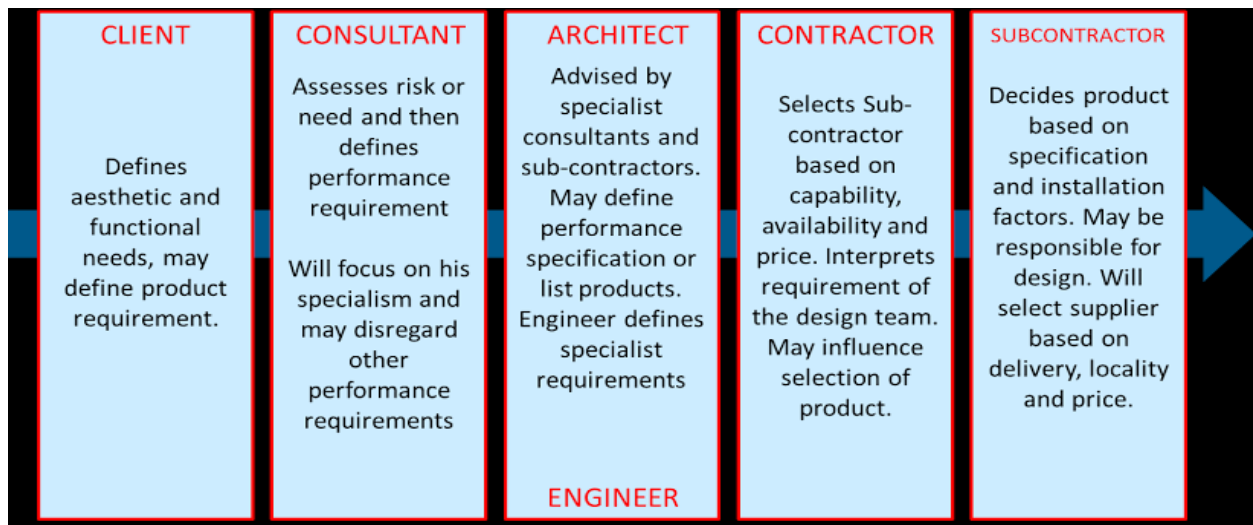 CLIENT
Defines
aesthetic and
functional
needs, may
define product
requirement.
CONSULTANT
Assesses risk or
need and then
defines
performance
requirement
Will focus on his
specialism and
may disregard
other
performance
requirements
ARCHITECT
Advised by
specialist
consultants and
sub-contractors.
May define
performance
specification or
list products.
Engineer defines
specialist
requirements
ENGINEER
CONTRACTOR
Selects Sub-
contractor
based on
capability,
availability and
price. Interprets
requirement of
the design team.
May influence
selection of
product.
SUBCONTRACTOR
Decides product
based on
specification
and installation
factors. May be
responsible for
design. Will
select supplier
based on
delivery, locality
and price.